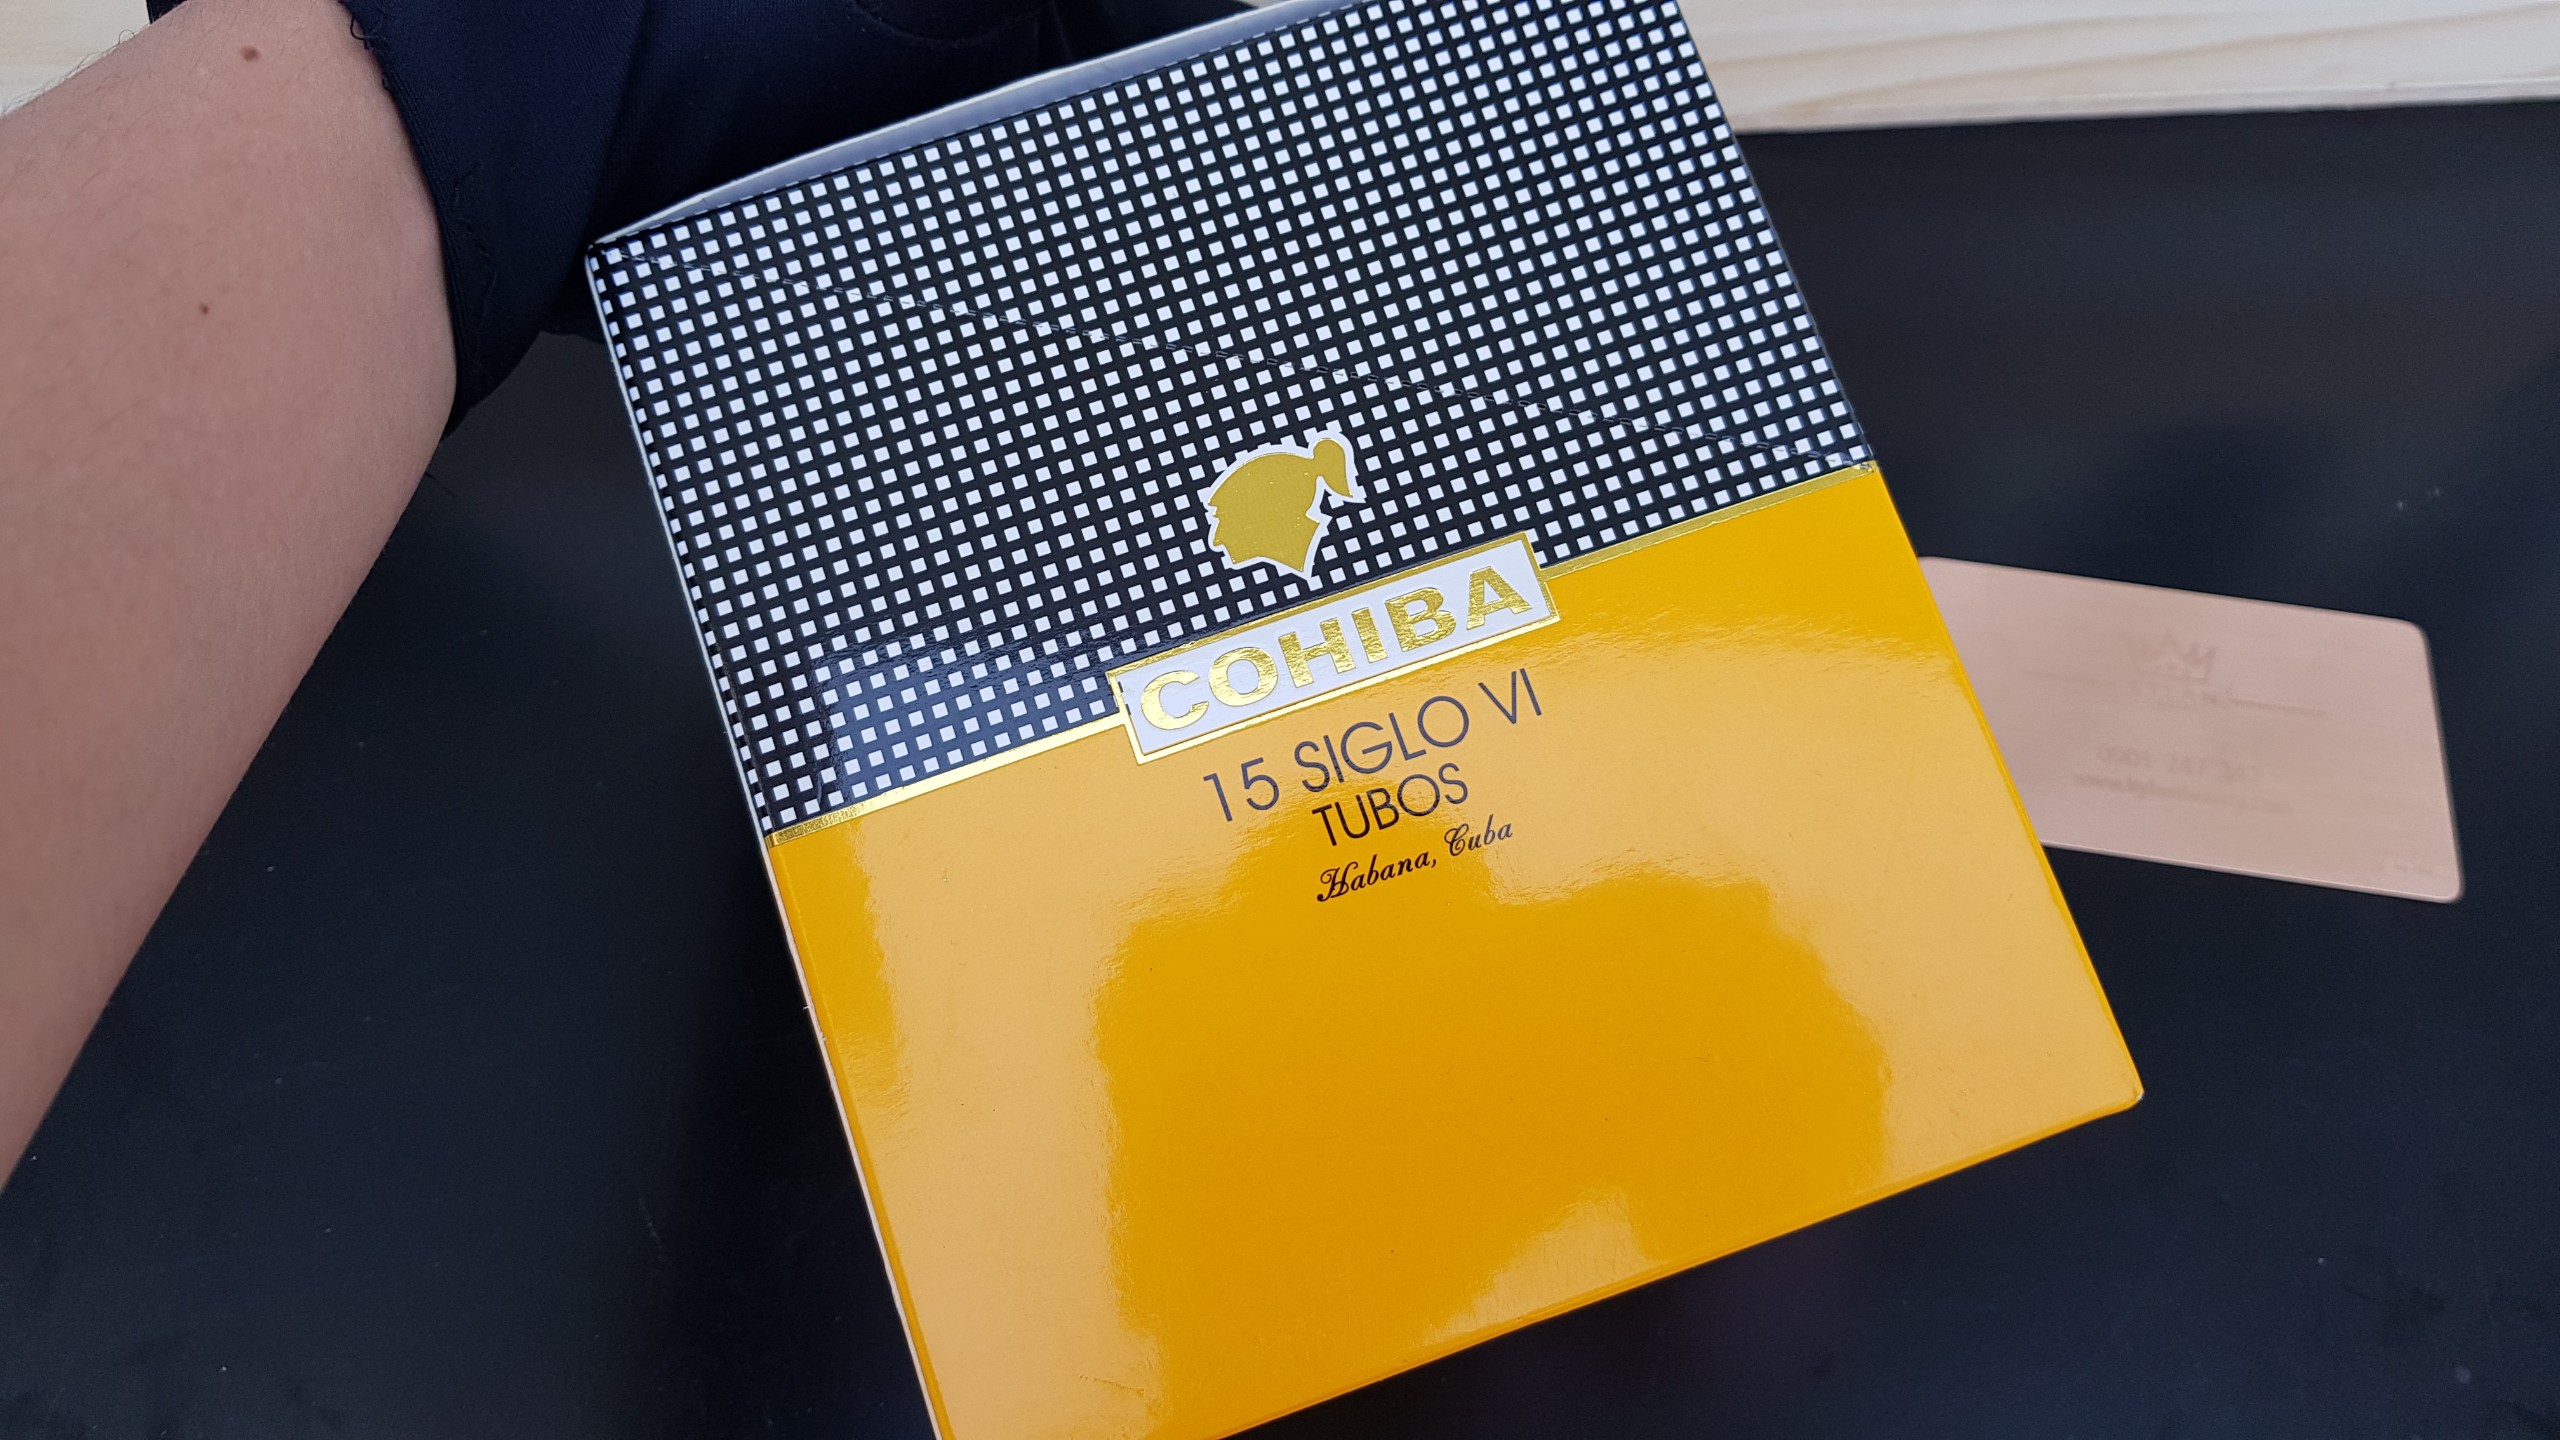 COHIBA
15 SIGLO VI
TUBOS
Habana, Cuba